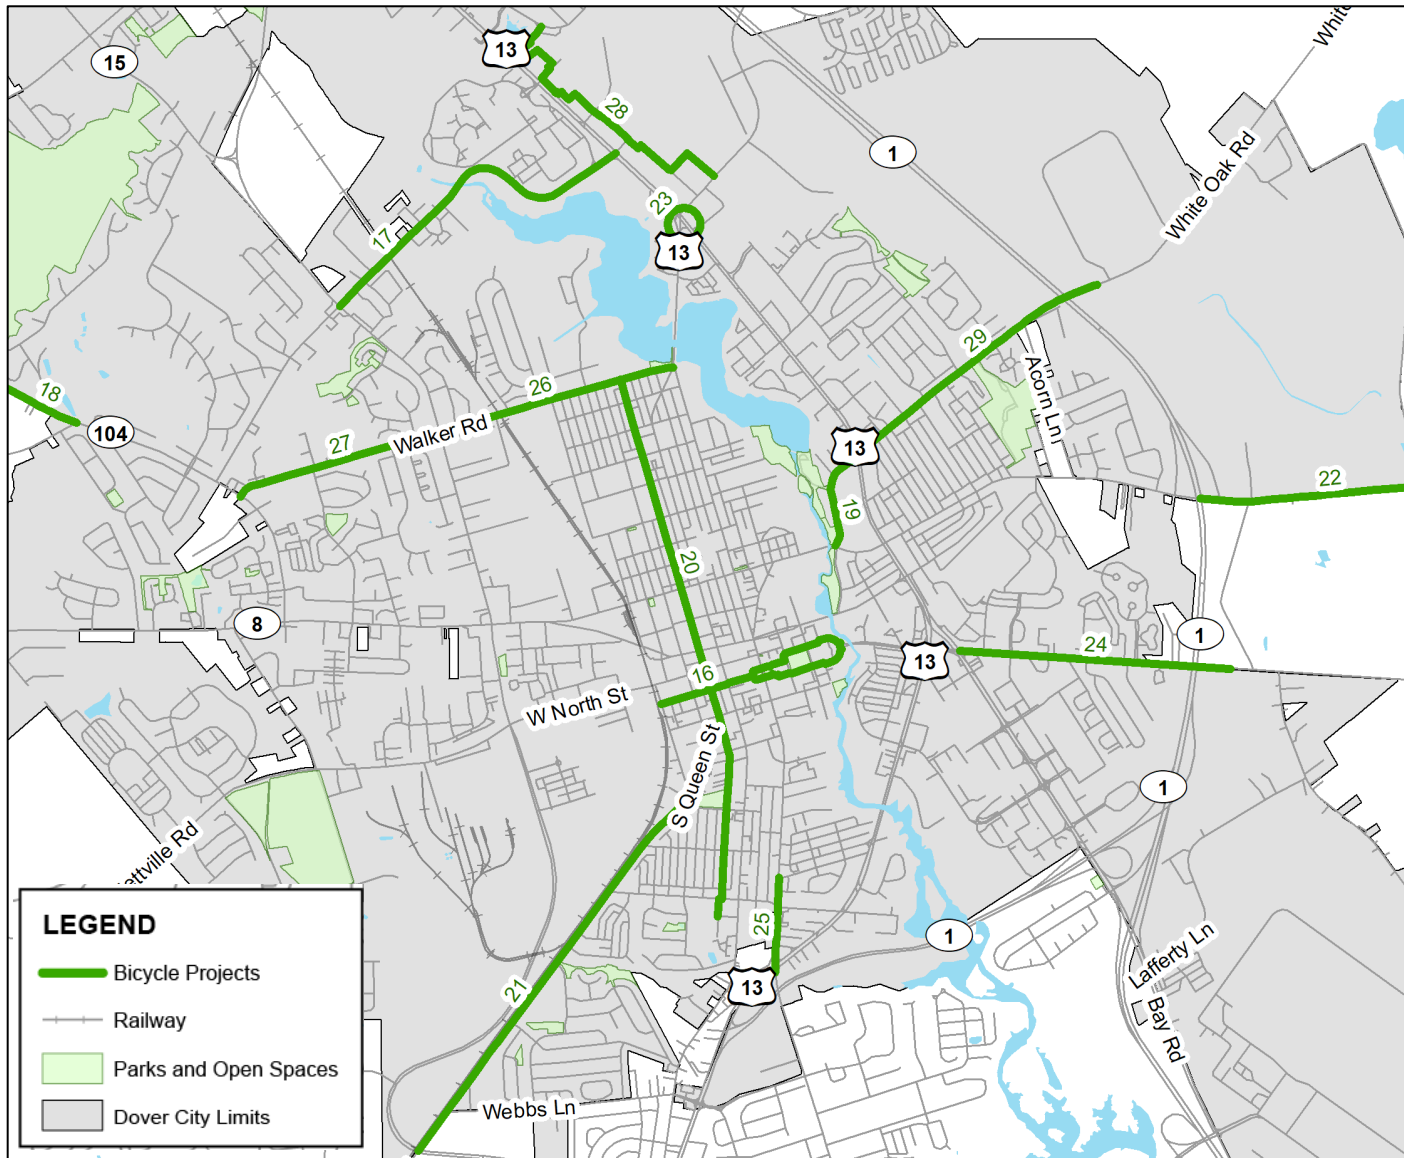 White
13
15
28
1
White Oak Rd
23
17
13
29
Acorn Ln
18
26
104
Walker Rd
27
13
22
19
20
8
1
24
13
16
W North St
S Queen St
1
ettville Rd
25
1
Lafferty Ln
13
21
Bay Rd
Webbs Ln
LEGEND
Bicycle Projects
Railway
Parks and Open Spaces
Dover City Limits